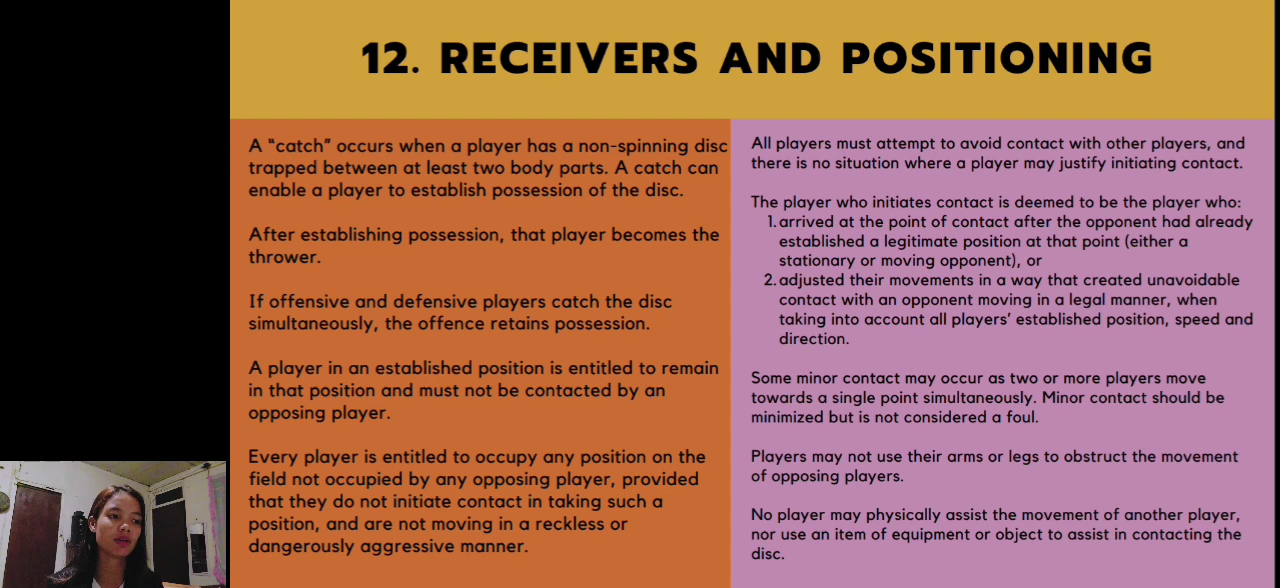 12. RECEIVERS AND POSITIONING
A “catch” occurs when a player has a non-spinning disc
trapped between at least two body parts. A catch can
enable a player to establish possession of the disc.
After establishing possession, that player becomes the
thrower.
If offensive and defensive players catch the disc
simultaneously, the offence retains possession.
A player in an established position is entitled to remain
in that position and must not be contacted by an
opposing player.
Every player is entitled to occupy any position on the
field not occupied by any opposing player, provided
that they do not initiate contact in taking such a
position, and are not moving in a reckless or
dangerously aggressive manner.
All players must attempt to avoid contact with other players, and
there is no situation where a player may justify initiating contact.
The player who initiates contact is deemed to be the player who:
1. arrived at the point of contact after the opponent had already
established a legitimate position at that point (either a
stationary or moving opponent), or
2. adjusted their movements in a way that created unavoidable
contact with an opponent moving in a legal manner, when
taking into account all players’ established position, speed and
direction.
Some minor contact may occur as two or more players move
towards a single point simultaneously. Minor contact should be
minimized but is not considered a foul.
Players may not use their arms or legs to obstruct the movement
of opposing players.
No player may physically assist the movement of another player,
nor use an item of equipment or object to assist in contacting the
disc.